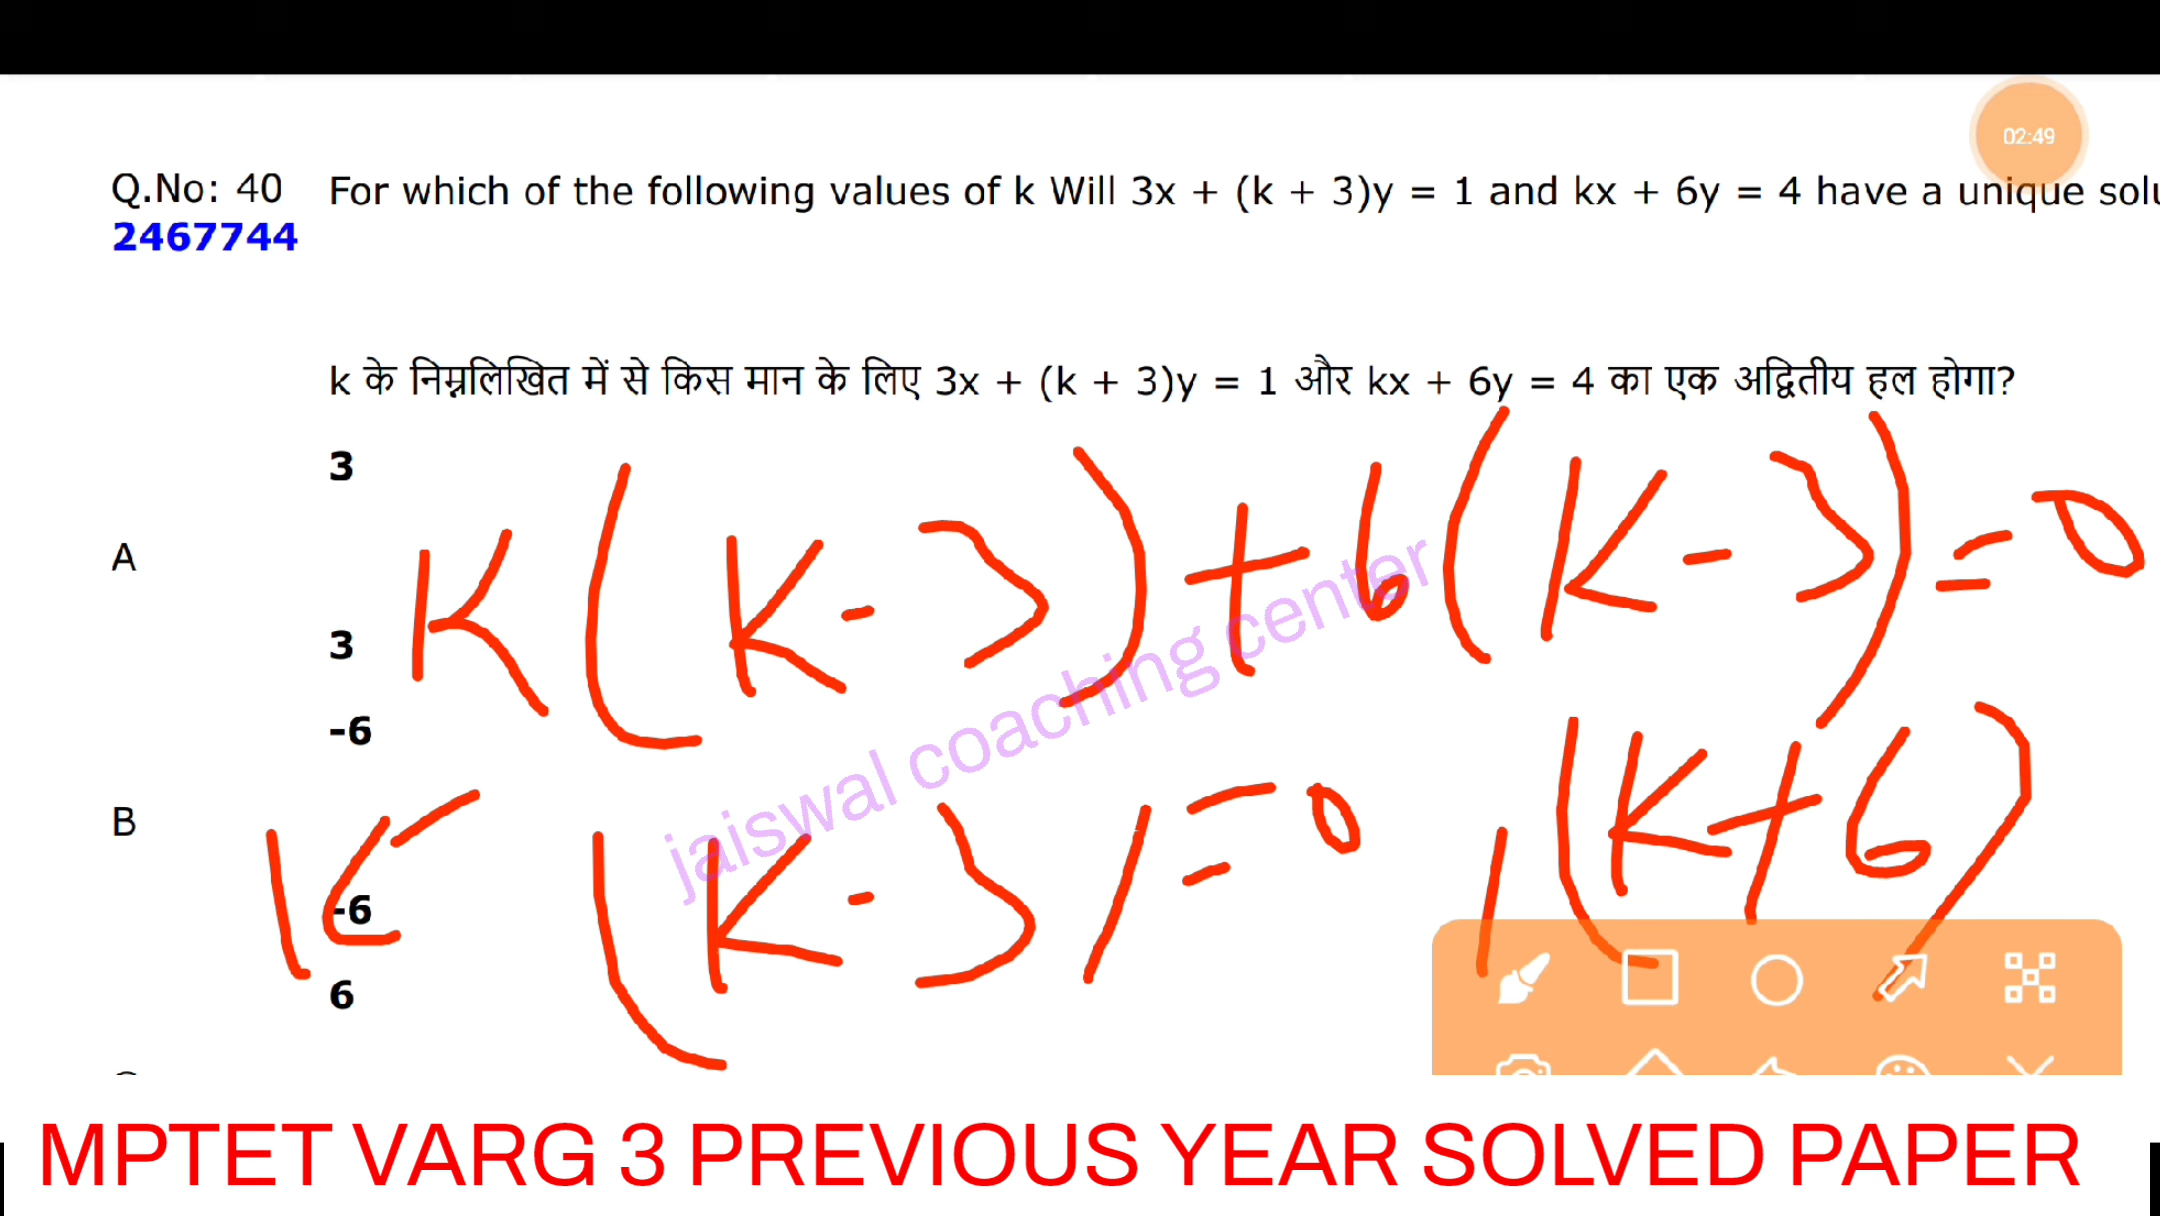 02:49
Q.No: 40 For which of the following values of k Will 3x + (k + 3)y = 1 and kx + 6y = 4 have a unique
2467744
k के निम्नलिखित में से किस मान के लिए 3x + (k + 3)y = 1 और kx + 6y = 4 का एक अद्वितीय हल होगा?
3
A
K(K-3)+6(K-3)=0
3
-6
B
(K-3)=0, (K+6)
-6
6
jaiswal coaching center
MPTET VARG 3 PREVIOUS YEAR SOLVED PAPER